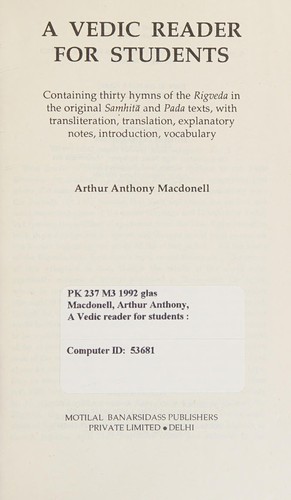 A VEDIC READER
FOR STUDENTS
Containing thirty hymns of the Rigveda in
the original Saṃhitā and Pada texts, with
transliteration, translation, explanatory
notes, introduction, vocabulary
Arthur Anthony Macdonell
PK 237 M3 1992 glas
Macdonell, Arthur Anthony,
A Vedic reader for students :
Computer ID: 53681
MOTILAL BANARSIDASS PUBLISHERS
PRIVATE LIMITED ● DELHI